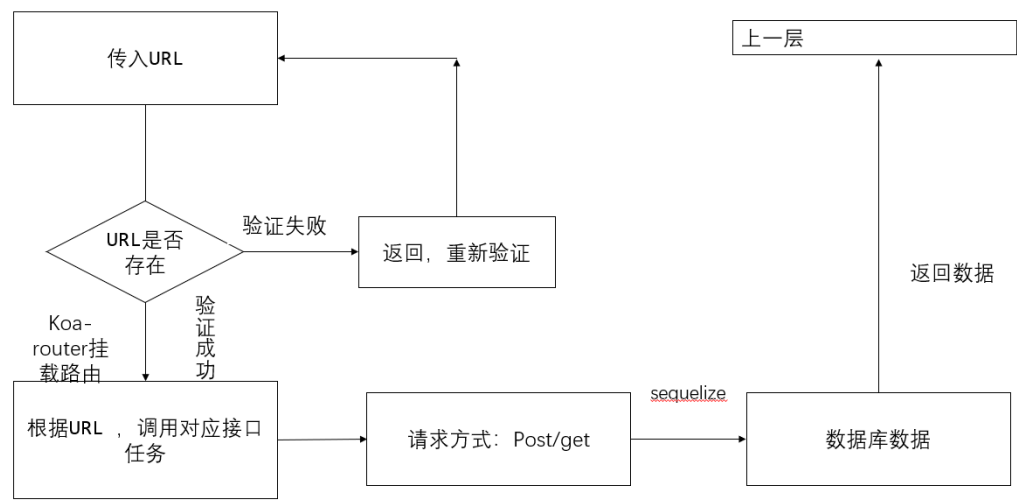 传入URL
上一层
URL是否
存在
验证失败
返回，重新验证
返回数据
Koa-
router挂
载路由
验
证
成
功
根据URL ，调用对应接口
任务
请求方式：Post/get
sequelize
数据库数据